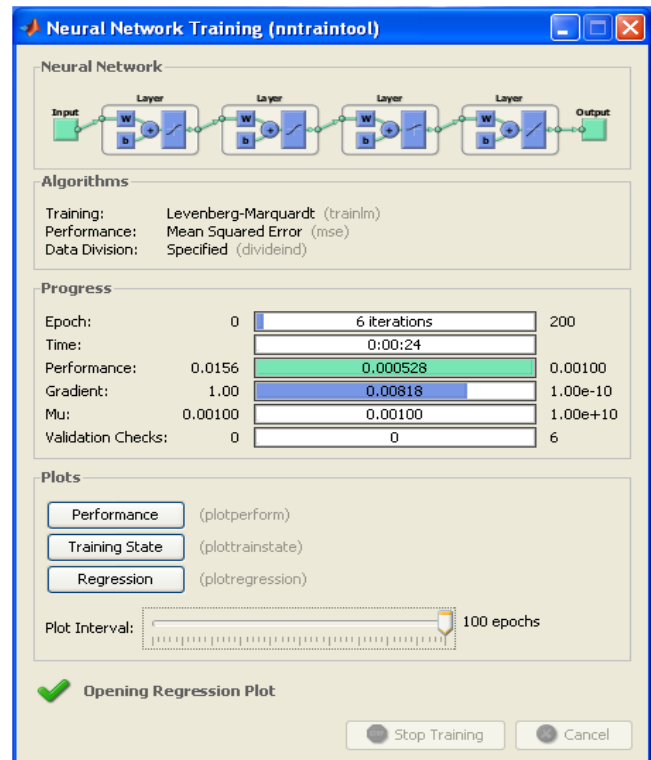 Neural Network Training (nntraintool)
Neural Network
Layer Layer Layer Layer
Input Output
W W W W
b b b b
Algorithms
Training: Levenberg-Marquardt (trainlm)
Performance: Mean Squared Error (mse)
Data Division: Specified (divideind)
Progress
Epoch: 0 6 iterations 200
Time: 0:00:24
Performance: 0.0156 0.000528 0.00100
Gradient: 1.00 0.00818 1.00e-10
Mu: 0.00100 0.00100 1.00e+10
Validation Checks: 0 0 6
Plots
Performance (plotperform)
Training State (plottrainstate)
Regression (plotregression)
Plot Interval: 100 epochs
Opening Regression Plot
Stop Training Cancel